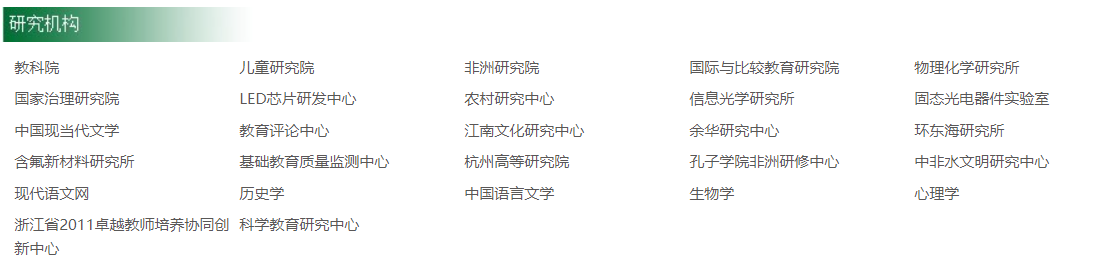 研究机构
教科院 儿童研究院 非洲研究院 国际与比较教育研究院 物理化学研究所
国家治理研究院 LED芯片研发中心 农村研究中心 信息光学研究所 固态光电器件实验室
中国现当代文学 教育评论中心 江南文化研究中心 余华研究中心 环东海研究所
含氟新材料研究所 基础教育质量监测中心 杭州高等研究院 孔子学院非洲研修中心 中非水文明研究中心
现代语文网 历史学 中国语言文学 生物学 心理学
浙江省2011卓越教师培养协同创 科学教育研究中心
新中心